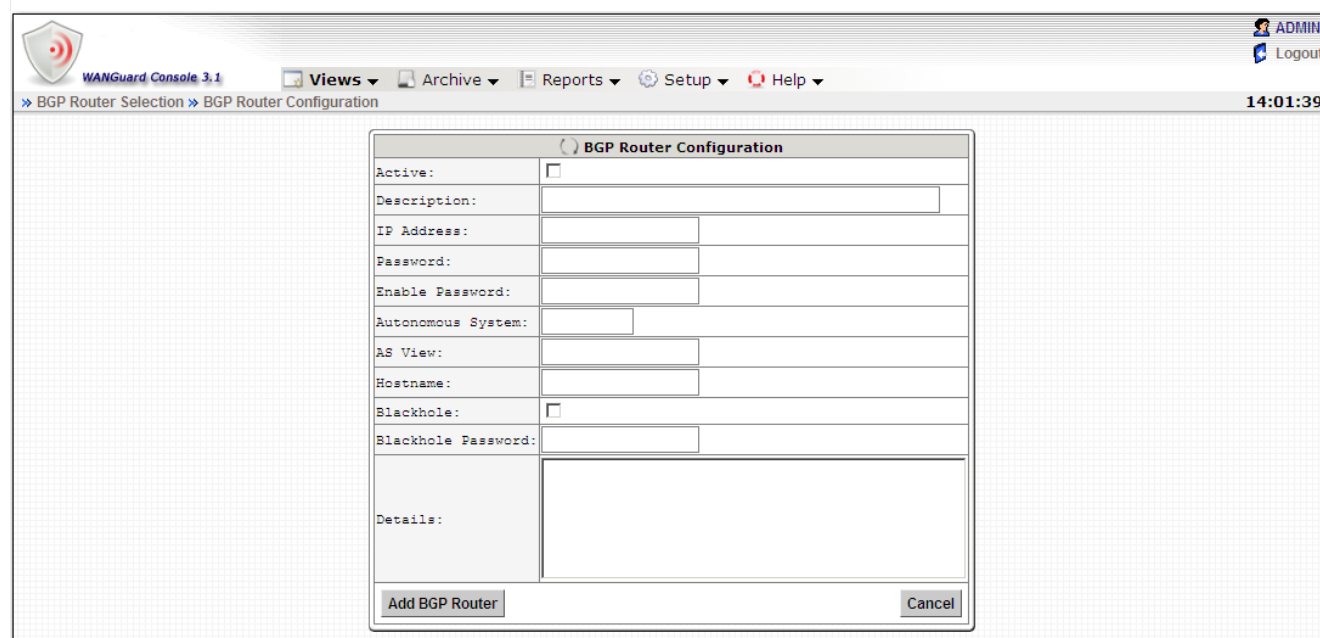 ADMIN
Logout
WANGuard Console 3.1
Views Archive Reports Setup Help
» BGP Router Selection » BGP Router Configuration
14:01:39
BGP Router Configuration
Active:
Description:
IP Address:
Password:
Enable Password:
Autonomous System:
AS View:
Hostname:
Blackhole:
Blackhole Password:
Details:
Add BGP Router
Cancel